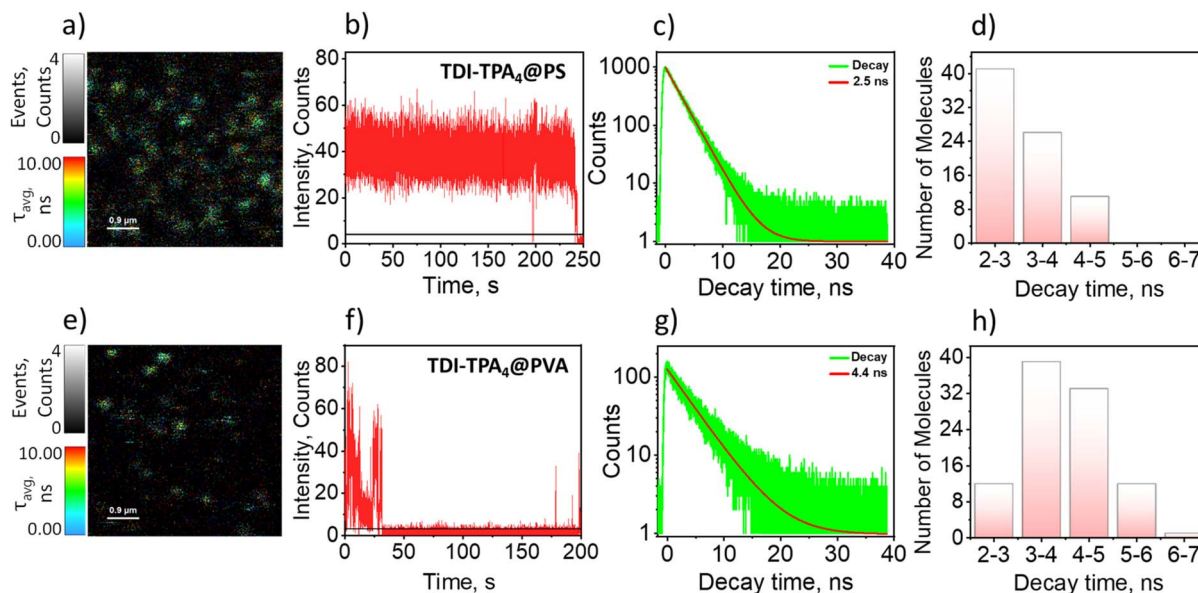 a)
b)
c)
d)
4
Events, Counts
0
10.00
τavg, ns
0.00
0.9 µm
TDI-TPA₄@PS
80
60
40
20
0
Intensity, Counts
0 50 100 150 200 250
Time, s
Decay
2.5 ns
1000
100
10
1
Counts
0 10 20 30 40
Decay time, ns
40
32
24
16
8
0
Number of Molecules
2-3 3-4 4-5 5-6 6-7
Decay time, ns
e)
f)
g)
h)
4
Events, Counts
0
10.00
τavg, ns
0.00
0.9 µm
TDI-TPA₄@PVA
80
60
40
20
0
Intensity, Counts
0 50 100 150 200
Time, s
Decay
4.4 ns
100
10
1
Counts
0 10 20 30 40
Decay time, ns
40
32
24
16
8
0
Number of Molecules
2-3 3-4 4-5 5-6 6-7
Decay time, ns